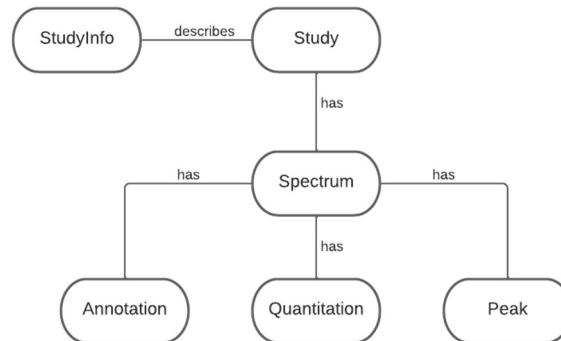 StudyInfo
describes
Study
has
has
Spectrum
has
has
Annotation
Quantitation
Peak